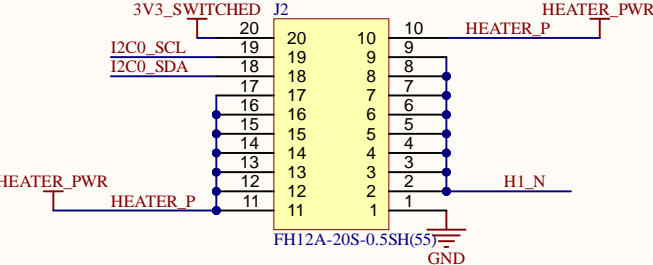 3V3_SWITCHED J2 HEATER_PWR
20 20 10 10 HEATER_P
I2C0_SCL 19 19 9 9
I2C0_SDA 18 18 8 8
17 17 7 7
16 16 6 6
15 15 5 5
14 14 4 4
13 13 3 3
HEATER_PWR 12 12 2 2 H1_N
HEATER_P 11 11 1 1
FH12A-20S-0.5SH(55)
GND